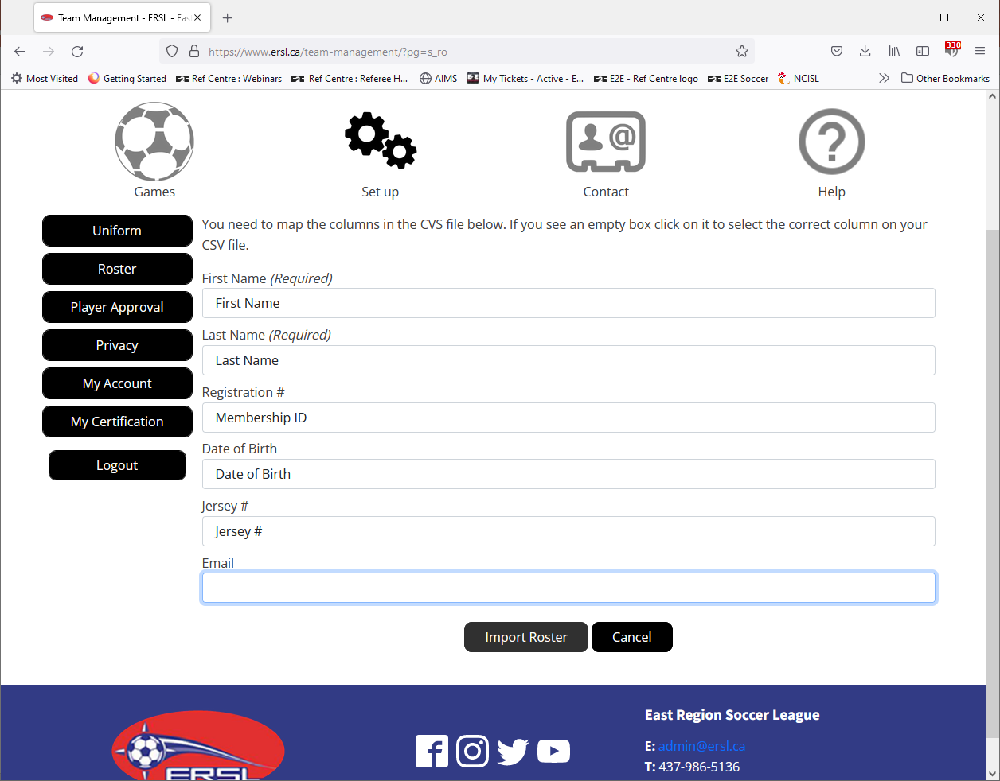 Team Management - ERSL - Eas
https://www.ersl.ca/team-management/?pg=s_ro
330
Most Visited
Getting Started
E2E Ref Centre : Webinars
E2E Ref Centre : Referee H...
AIMS
E2E My Tickets - Active - E...
E2E E2E - Ref Centre logo
E2E E2E Soccer
NCISL
Other Bookmarks
Games
Set up
@
Contact
?
Help
Uniform
Roster
Player Approval
Privacy
My Account
My Certification
Logout
You need to map the columns in the CVS file below. If you see an empty box click on it to select the correct column on your
CSV file.
First Name (Required)
First Name
Last Name (Required)
Last Name
Registration #
Membership ID
Date of Birth
Date of Birth
Jersey #
Jersey #
Email
Import Roster
Cancel
ERSL
East Region Soccer League
E: admin@ersl.ca
T: 437-986-5136